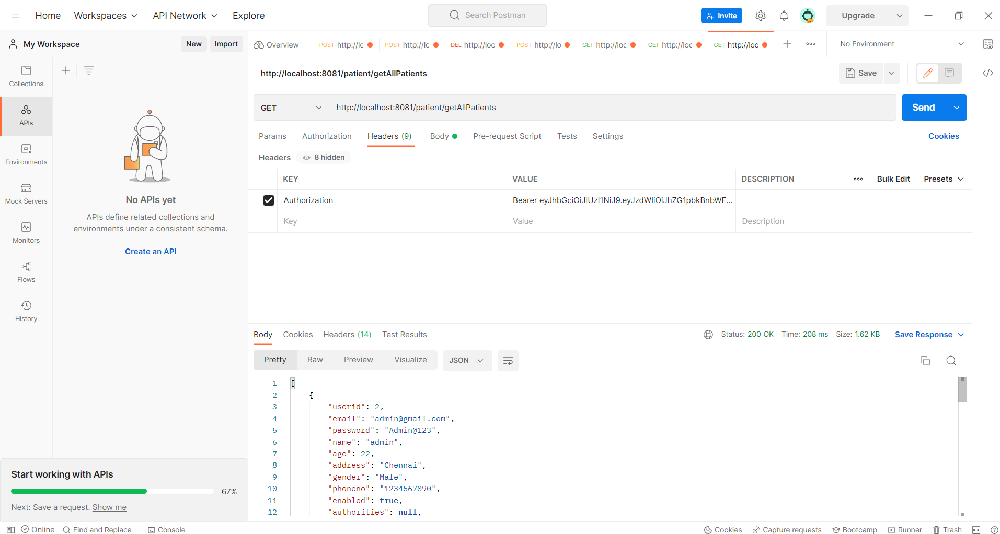 Home Workspaces API Network Explore Search Postman Invite Upgrade
My Workspace New Import Overview POST http://lo POST http://lo DEL http://loc POST http://lo GET http://loc GET http://loc GET http://loc No Environment
Collections
APIs
Environments
Mock Servers
Monitors
Flows
History
No APIs yet
APIs define related collections and
environments under a consistent schema.
Create an API
Start working with APIs
67%
Next: Save a request. Show me
http://localhost:8081/patient/getAllPatients Save
GET http://localhost:8081/patient/getAllPatients Send
Params Authorization Headers (9) Body Pre-request Script Tests Settings Cookies
Headers 8 hidden
KEY VALUE DESCRIPTION Bulk Edit Presets
Authorization Bearer eyJhbGciOiJIUzI1NiJ9.eyJzdWIiOiJhZG1pbkBnbWF...
Key Value Description
Body Cookies Headers (14) Test Results Status: 200 OK Time: 208 ms Size: 1.62 KB Save Response
Pretty Raw Preview Visualize JSON
1 [
2 {
3 "userid": 2,
4 "email": "admin@gmail.com",
5 "password": "Admin@123",
6 "name": "admin",
7 "age": 22,
8 "address": "Chennai",
9 "gender": "Male",
10 "phoneno": "1234567890",
11 "enabled": true,
12 "authorities": null,
Online Find and Replace Console Cookies Capture requests Bootcamp Runner Trash